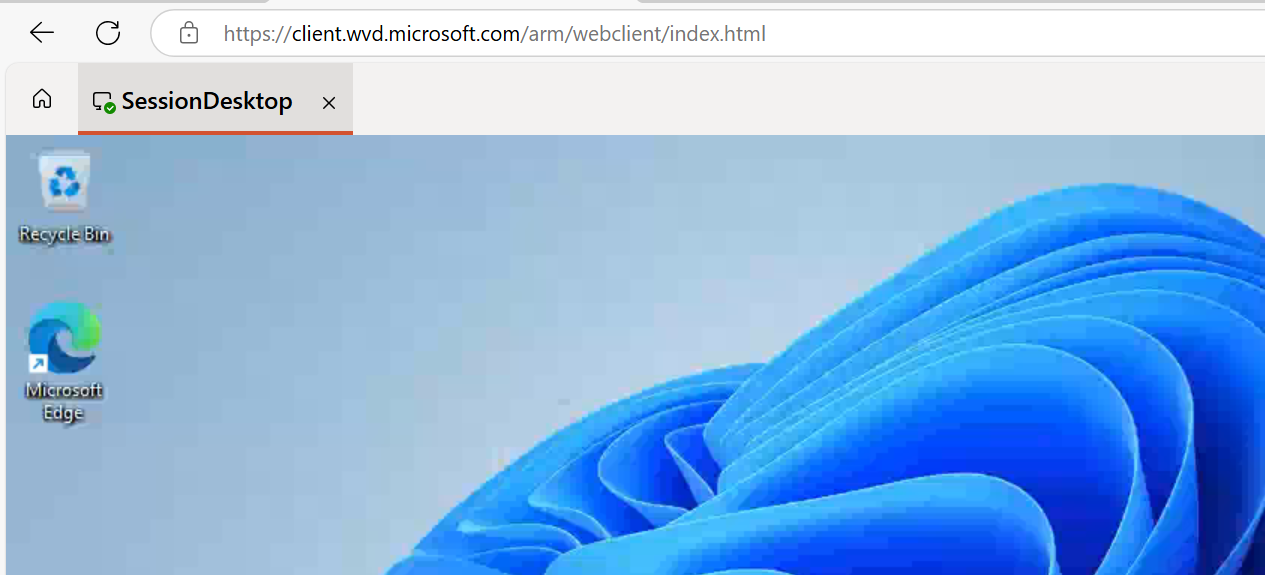 https://client.wvd.microsoft.com/arm/webclient/index.html
SessionDesktop
Recycle Bin
Microsoft
Edge